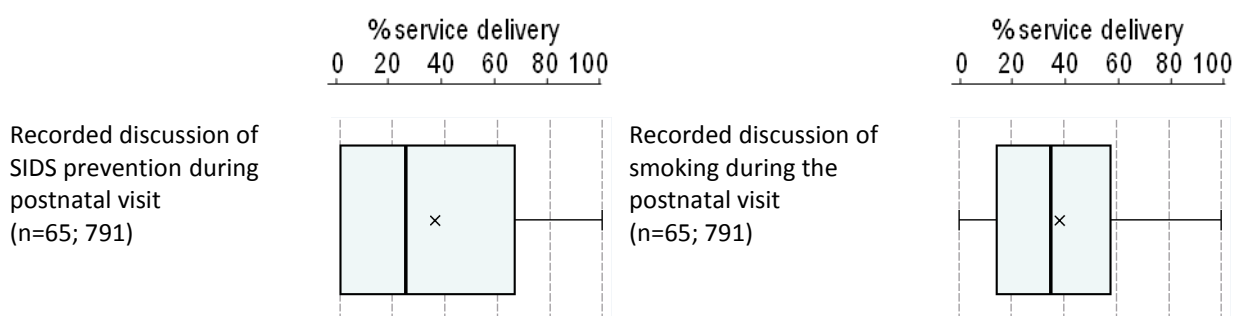 % service delivery
0 20 40 60 80 100
Recorded discussion of
SIDS prevention during
postnatal visit
(n=65; 791)
% service delivery
0 20 40 60 80 100
Recorded discussion of
smoking during the
postnatal visit
(n=65; 791)